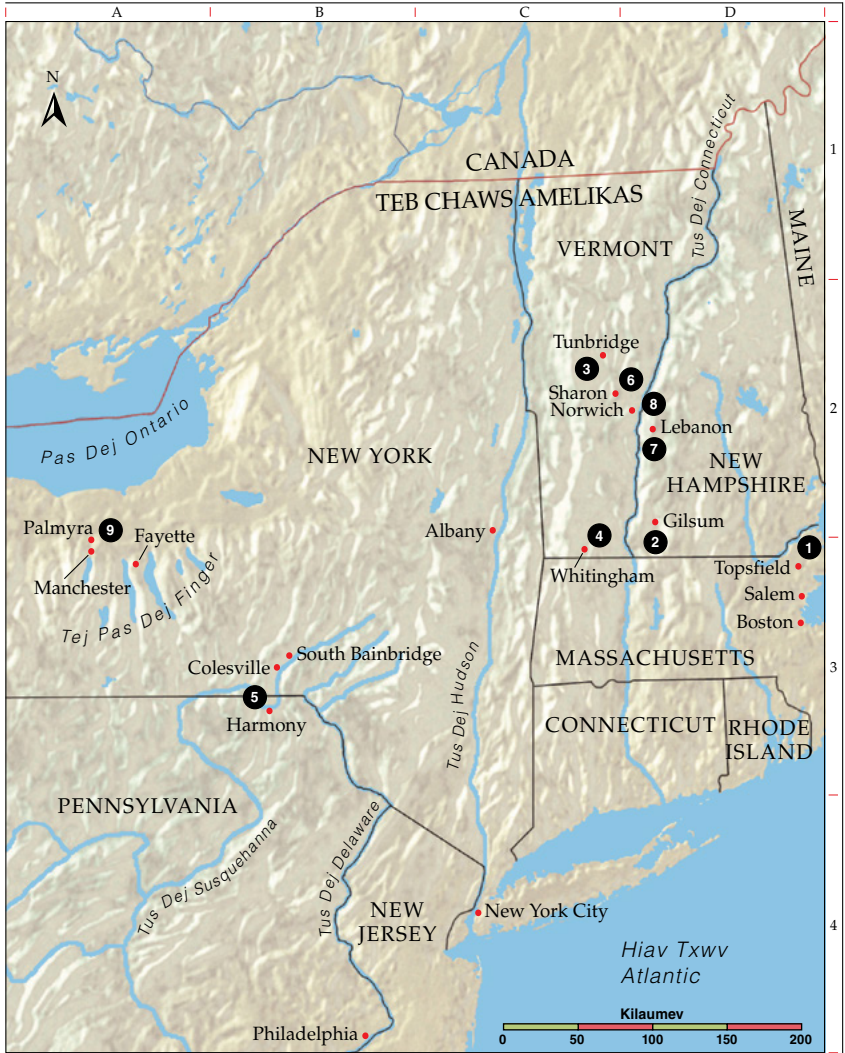 A
B
C
D
N
1
CANADA
TEB CHAWS AMELIKAS
Tus Dej Connecticut
VERMONT
MAINE
Tunbridge
3
6
Sharon
8
Norwich
2
Lebanon
7
Pas Dej Ontario
NEW YORK
NEW
HAMPSHIRE
Palmyra
9
Fayette
Albany
4
Gilsum
2
1
Manchester
Whitingham
Topsfield
Salem
Boston
Tej Pas Dej Finger
South Bainbridge
Colesville
MASSACHUSETTS
3
5
Harmony
Tus Dej Hudson
CONNECTICUT
RHODE
ISLAND
PENNSYLVANIA
Tus Dej Susquehanna
Tus Dej Delaware
NEW
JERSEY
New York City
4
Hiav Txwv
Atlantic
Philadelphia
Kilaumev
0 50 100 150 200